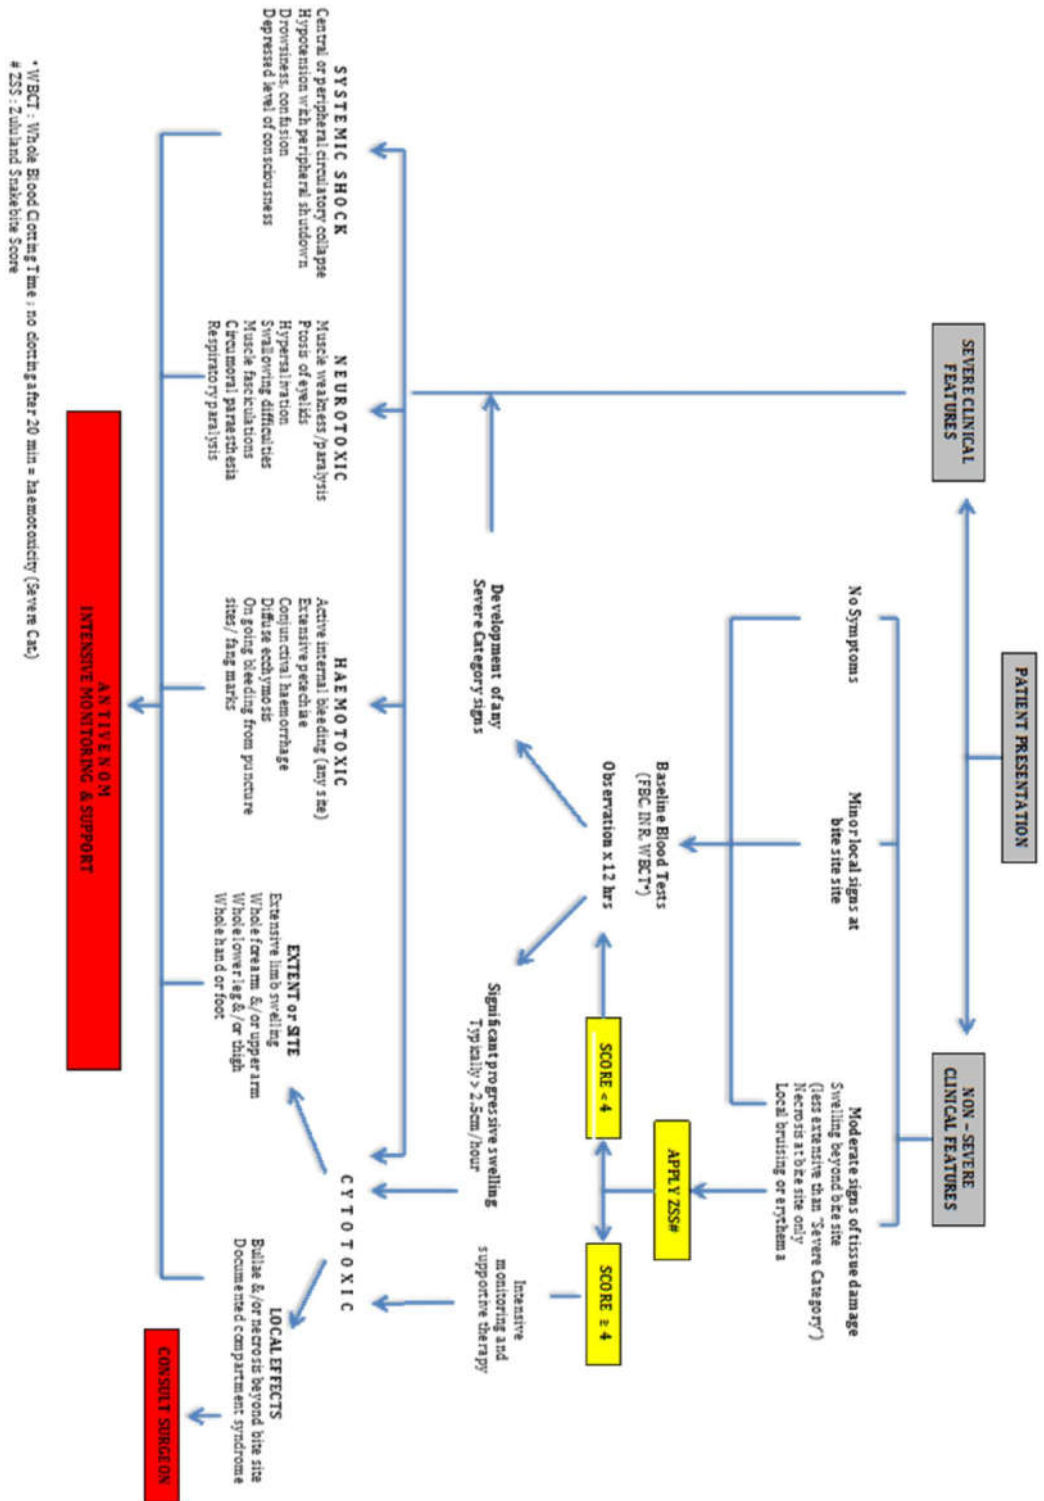 PATIENT PRESENTATION
SEVERE CLINICAL
FEATURES
NON – SEVERE
CLINICAL FEATURES
No Symptoms
Minor local signs at
bite site site
Moderate signs of tissue damage
Swelling beyond bite site
(less extensive than "Severe Category")
Necrosis at bite site only
Local bruising or erythema
APPLY ZSS#
Baseline Blood Tests
(FBC, INR, WBCT*)
Observation x 12 hrs
SCORE < 4
SCORE ≥ 4
Development of any
Severe Category signs
Significant progressive swelling
Typically > 2.5cm/hour
Intensive
monitoring and
supportive therapy
SYSTEMIC SHOCK
Central or peripheral circulatory collapse
Hypotension with peripheral shutdown
Drowsiness, confusion
Depressed level of consciousness
NEUROTOXIC
Muscle weakness/paralysis
Ptosis of eyelids
Hypersalivation
Swallowing difficulties
Muscle fasciculations
Circumoral paraesthesia
Respiratory paralysis
HAEMOTOXIC
Active internal bleeding (any site)
Extensive petechiae
Conjunctival haemorrhage
Diffuse ecchymosis
On going bleeding from puncture
sites/ fang marks
CYTOTOXIC
EXTENT or SITE
Extensive limb swelling
Whole forearm &/or upper arm
Whole lower leg &/or thigh
Whole hand or foot
LOCAL EFFECTS
Bullae &/or necrosis beyond bite site
Documented compartment syndrome
ANTIVENOM
INTENSIVE MONITORING & SUPPORT
CONSULT SURGEON
* WBCT : Whole Blood Clotting Time ; no clotting after 20 min = haemotoxicity (Severe Cat.)
# ZSS : Zululand Snakebite Score